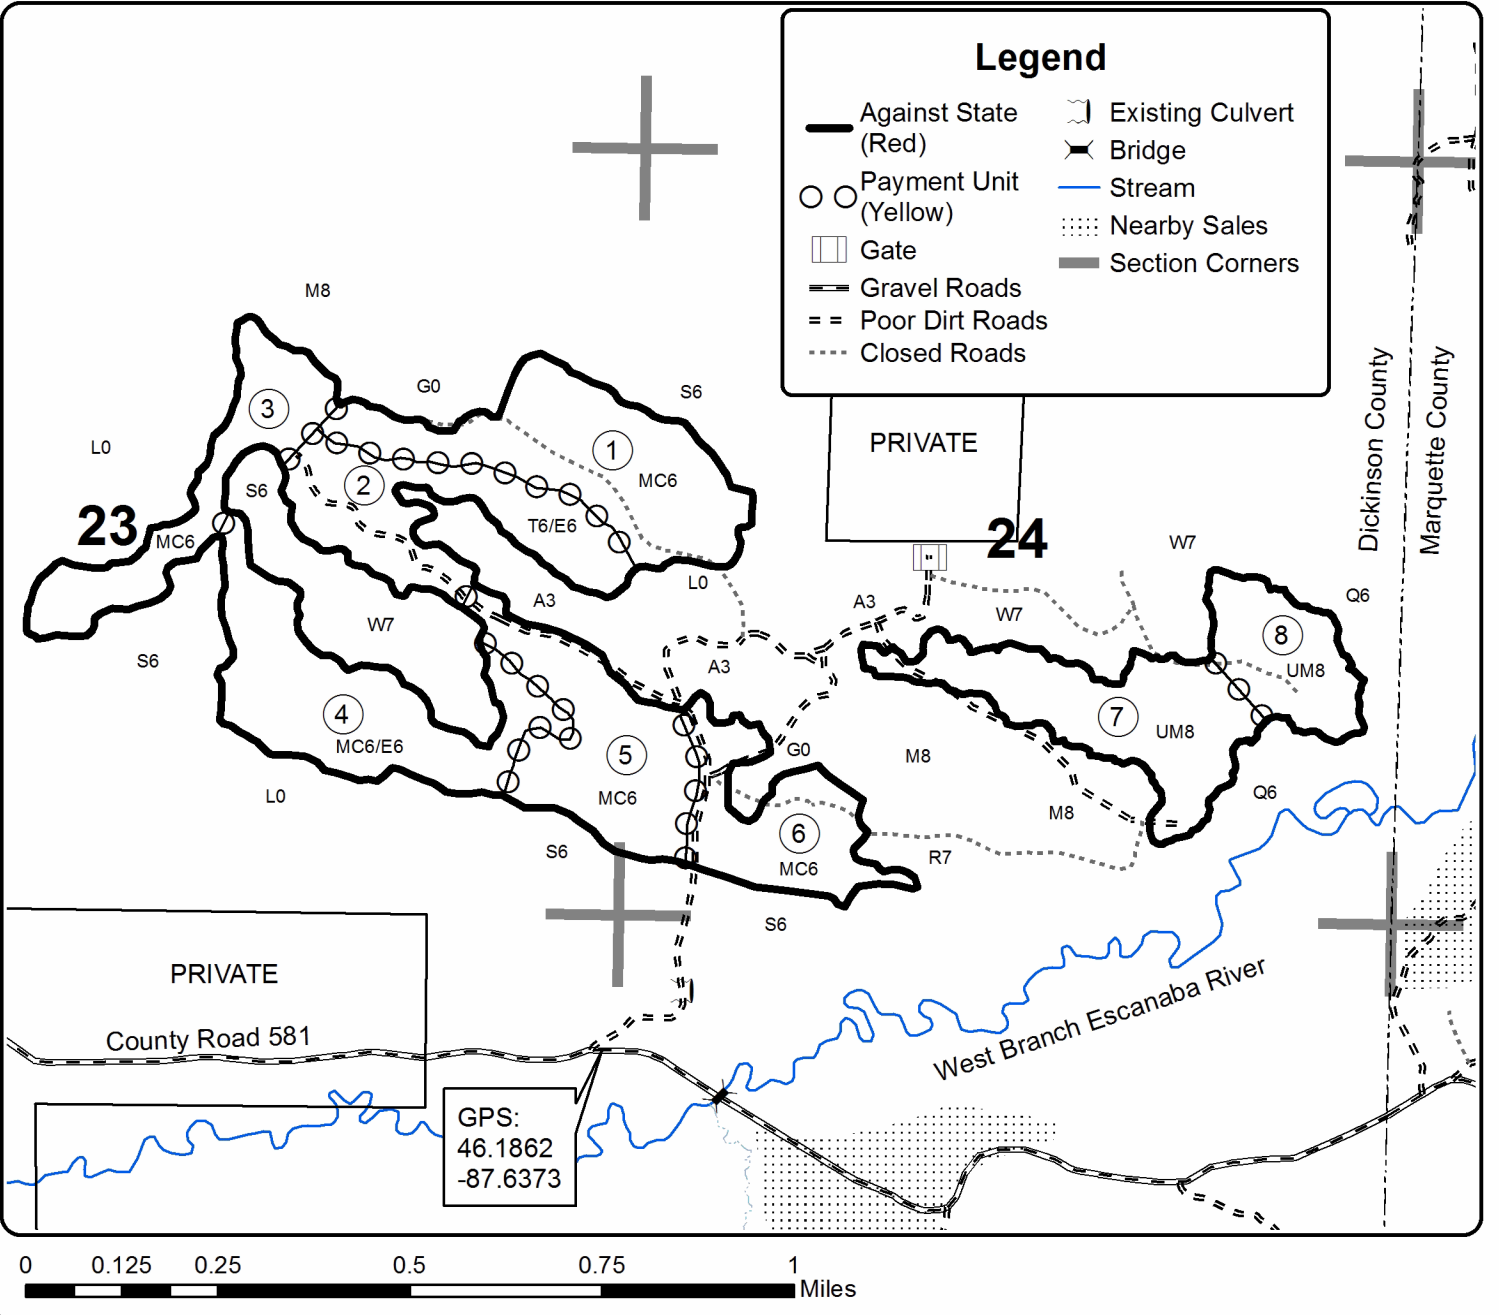 Legend
Against State
(Red)
Payment Unit
(Yellow)
Gate
Gravel Roads
Poor Dirt Roads
Closed Roads
Existing Culvert
Bridge
Stream
Nearby Sales
Section Corners
M8
G0
S6
3
L0
1
MC6
S6
2
23
MC6
T6/E6
PRIVATE
24
W7
Dickinson County
Marquette County
L0
A3
A3
W7
Q6
W7
8
S6
A3
UM8
4
MC6/E6
7
UM8
5
G0
M8
L0
MC6
Q6
M8
6
S6
MC6
R7
S6
PRIVATE
County Road 581
West Branch Escanaba River
GPS:
46.1862
-87.6373
0 0.125 0.25 0.5 0.75 1
Miles